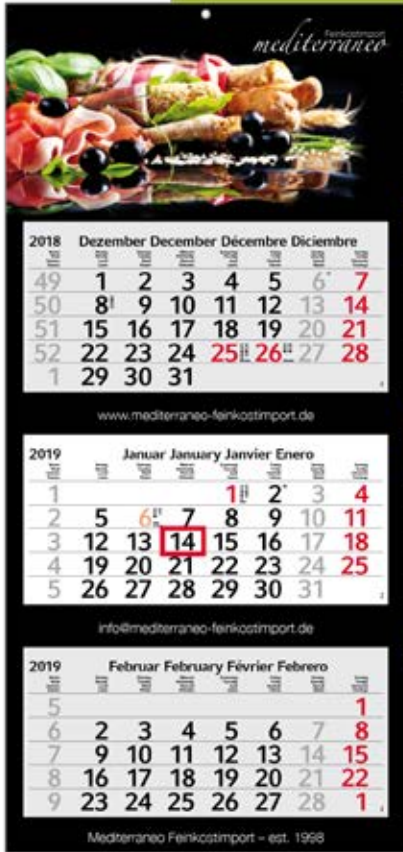 Feinkostimport
mediterraneo
2018 Dezember December Décembre Diciembre
49 1 2 3 4 5 6 7
50 8 9 10 11 12 13 14
51 15 16 17 18 19 20 21
52 22 23 24 25 26 27 28
1 29 30 31
www.mediterraneo-feinkostimport.de
2019 Januar January Janvier Enero
1 1 2 3 4
2 5 6 7 8 9 10 11
3 12 13 14 15 16 17 18
4 19 20 21 22 23 24 25
5 26 27 28 29 30 31
info@mediterraneo-feinkostimport.de
2019 Februar February Février Febrero
5 1
6 2 3 4 5 6 7 8
7 9 10 11 12 13 14 15
8 16 17 18 19 20 21 22
9 23 24 25 26 27 28 1
Mediterraneo Feinkostimport – est. 1998